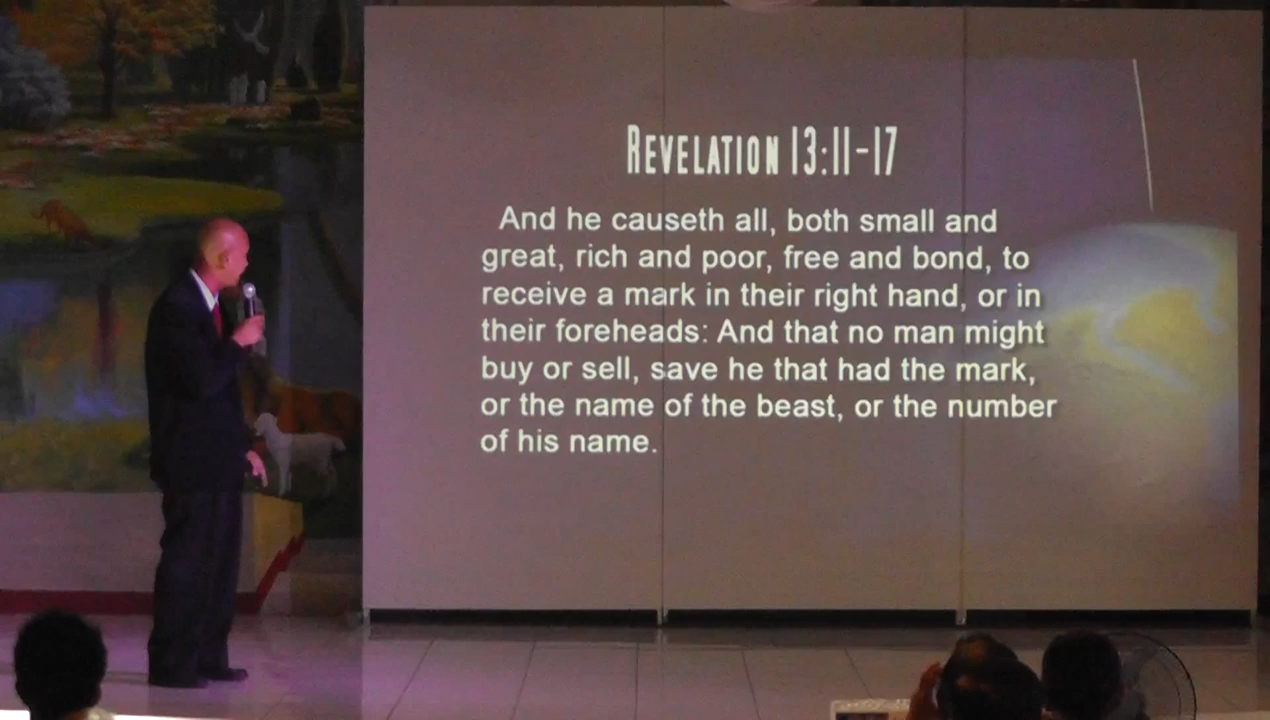 REVELATION 13:11-17
And he causeth all, both small and
great, rich and poor, free and bond, to
receive a mark in their right hand, or in
their foreheads: And that no man might
buy or sell, save he that had the mark,
or the name of the beast, or the number
of his name.